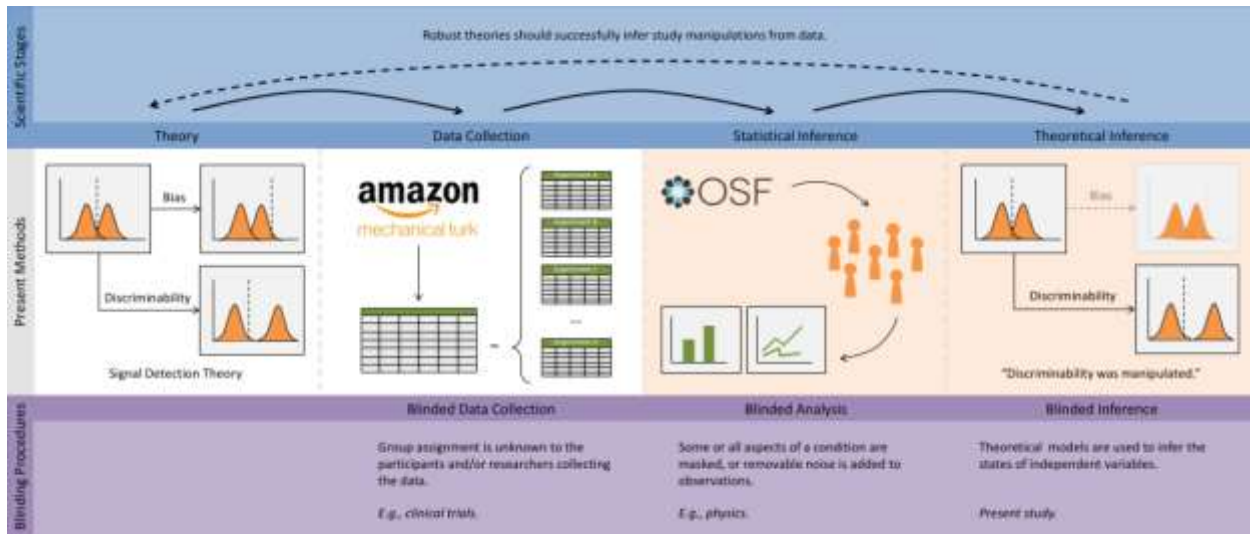 Scientific Stages
Robust theories should successfully infer study manipulations from data.
Theory
Data Collection
Statistical Inference
Theoretical Inference
Present Methods
Bias
Discriminability
Signal Detection Theory
amazon
mechanical turk
...
OSF
Bias
Discriminability
"Discriminability was manipulated."
Blinding Procedures
Blinded Data Collection
Group assignment is unknown to the
participants and/or researchers collecting
the data.
E.g., clinical trials.
Blinded Analysis
Some or all aspects of a condition are
masked, or removable noise is added to
observations.
E.g., physics.
Blinded Inference
Theoretical models are used to infer the
states of independent variables.
Present study.